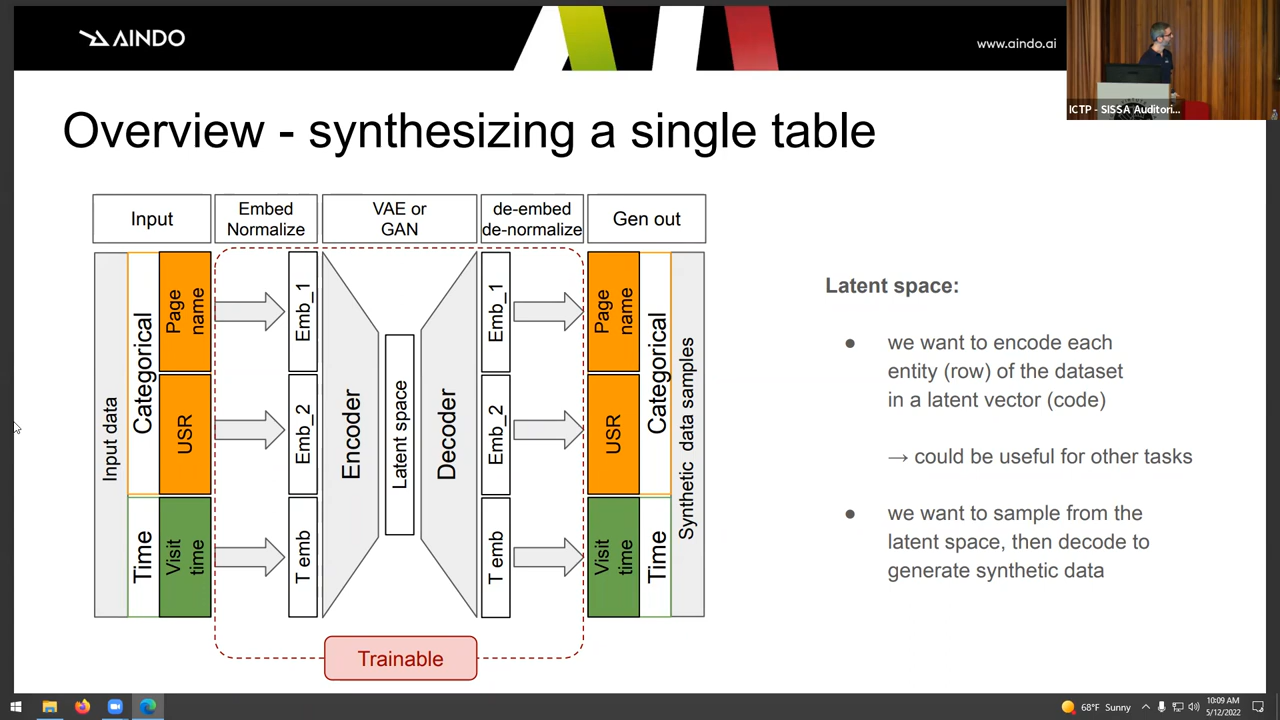 AINDO
www.aindo.ai
ICTP - SISSA Auditori...
Overview - synthesizing a single table
Input
Embed
Normalize
VAE or
GAN
de-embed
de-normalize
Gen out
Input data
Categorical
Time
Page
name
USR
Visit
time
Emb_1
Emb_2
T emb
Encoder
Latent space
Decoder
Emb_1
Emb_2
T emb
Page
name
USR
Visit
time
Categorical
Time
Synthetic data samples
Trainable
Latent space:
● we want to encode each
entity (row) of the dataset
in a latent vector (code)
→ could be useful for other tasks
● we want to sample from the
latent space, then decode to
generate synthetic data
68°F Sunny
10:09 AM
5/12/2022